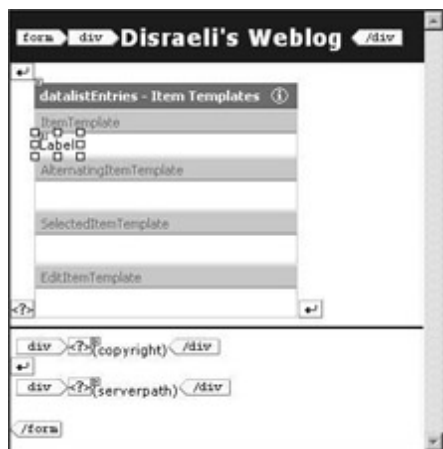 form div Disraeli's Weblog /div
datalistEntries - Item Templates
ItemTemplate
Label
AlternatingItemTemplate
SelectedItemTemplate
EditItemTemplate
<?>
div <?> (copyright) /div
div <?> (serverpath) /div
/form